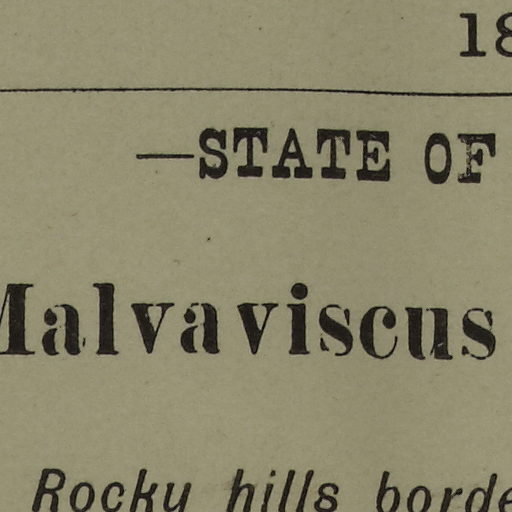 18
—STATE OF
Malvaviscus
Rocky hills borde